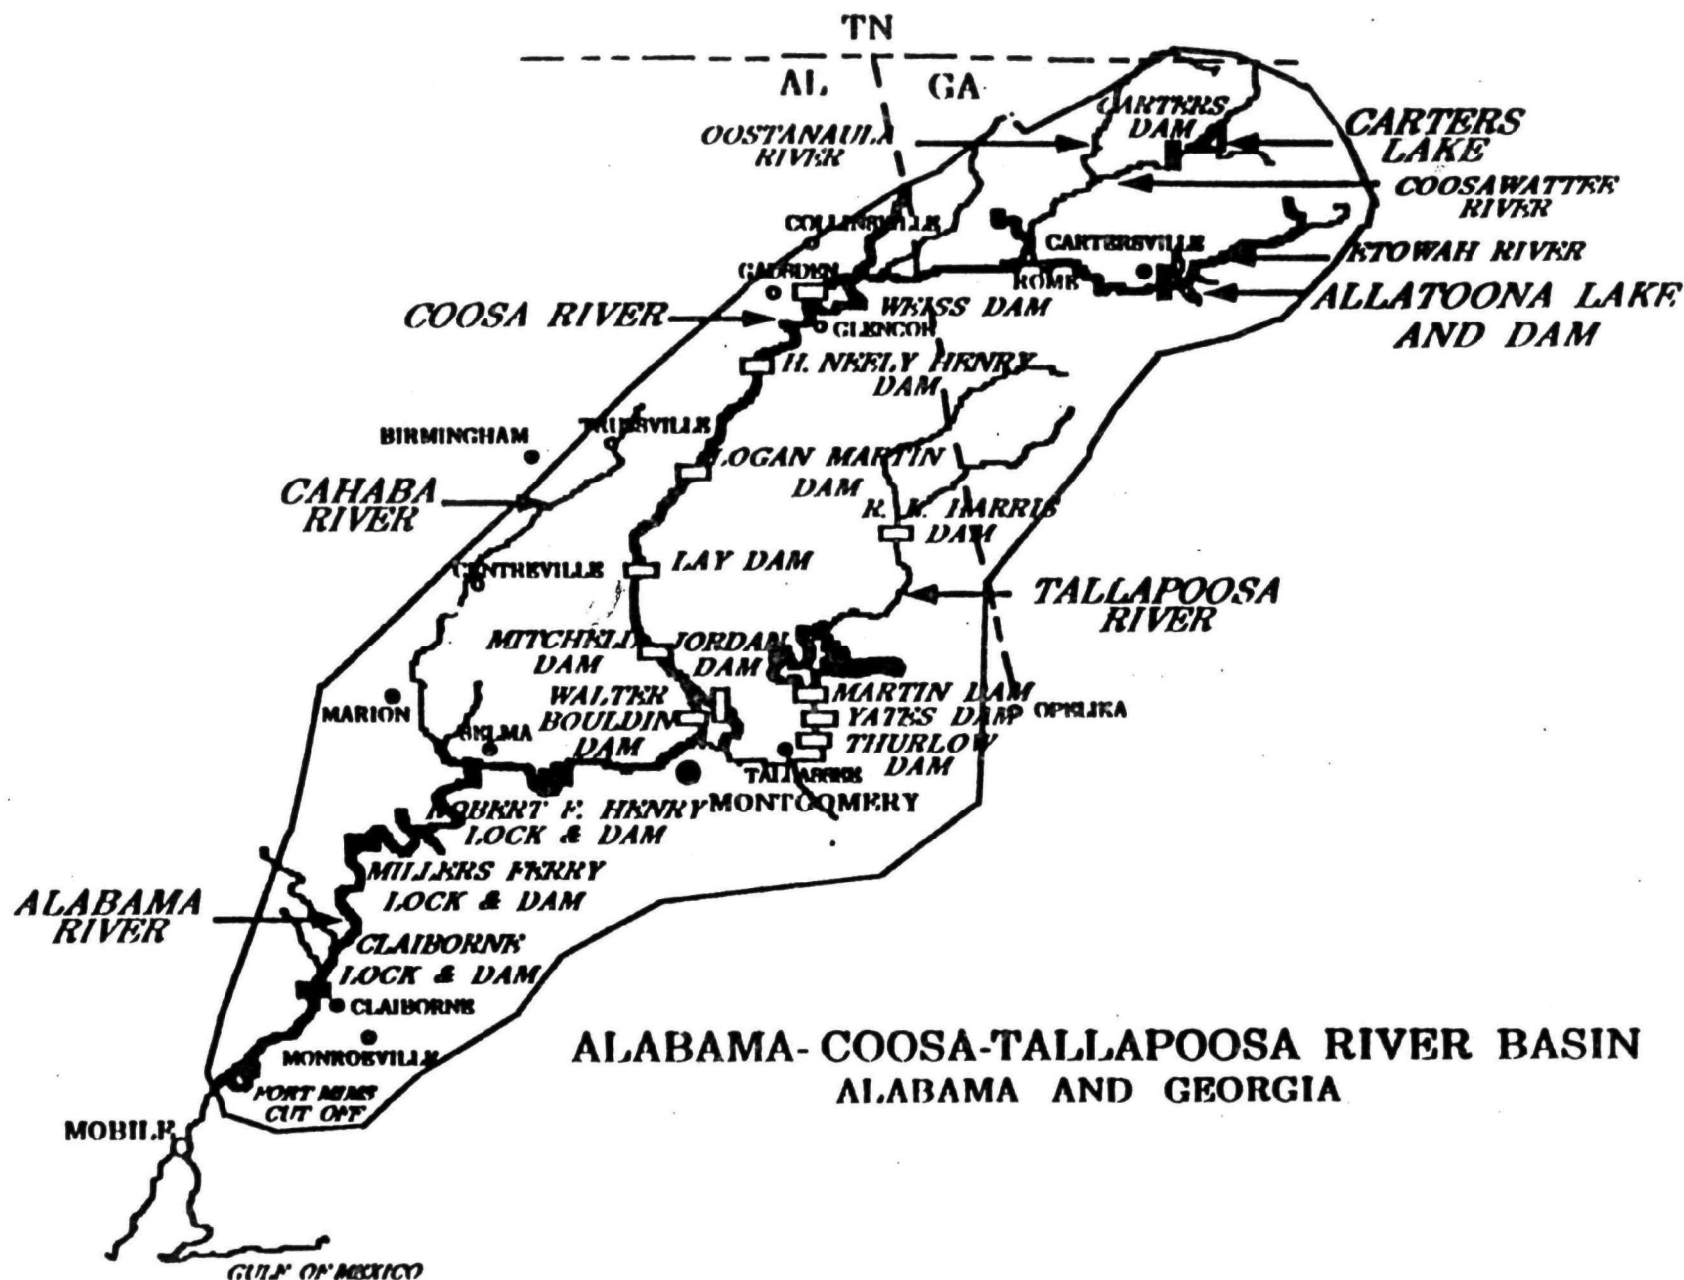 TN
AL
GA
CARTERS
DAM
CARTERS
LAKE
OOSTANAULA
RIVER
COOSAWATTEE
RIVER
COLLINSVILLE
CARTERSVILLE
ETOWAH RIVER
GADSDEN
ROME
ALLATOONA LAKE
AND DAM
WEISS DAM
COOSA RIVER
GLENCOE
H. NEELY HENRY
DAM
BIRMINGHAM
TRUSSVILLE
LOGAN MARTIN
DAM
CAHABA
RIVER
HARRIS
DAM
CENTREVILLE
LAY DAM
TALLAPOOSA
RIVER
MITCHELL
DAM
JORDAN
DAM
MARTIN DAM
WALTER
BOULDIN
DAM
YATES DAM
OPELIKA
MARION
SELMA
THURLOW
DAM
TALLASSEE
MONTGOMERY
ROBERT F. HENRY
LOCK & DAM
MILLERS FERRY
LOCK & DAM
ALABAMA
RIVER
CLAIBORNE
LOCK & DAM
CLAIBORNE
MONROEVILLE
ALABAMA-COOSA-TALLAPOOSA RIVER BASIN
ALABAMA AND GEORGIA
FORT MIMS
CUT OFF
MOBILE
GULF OF MEXICO